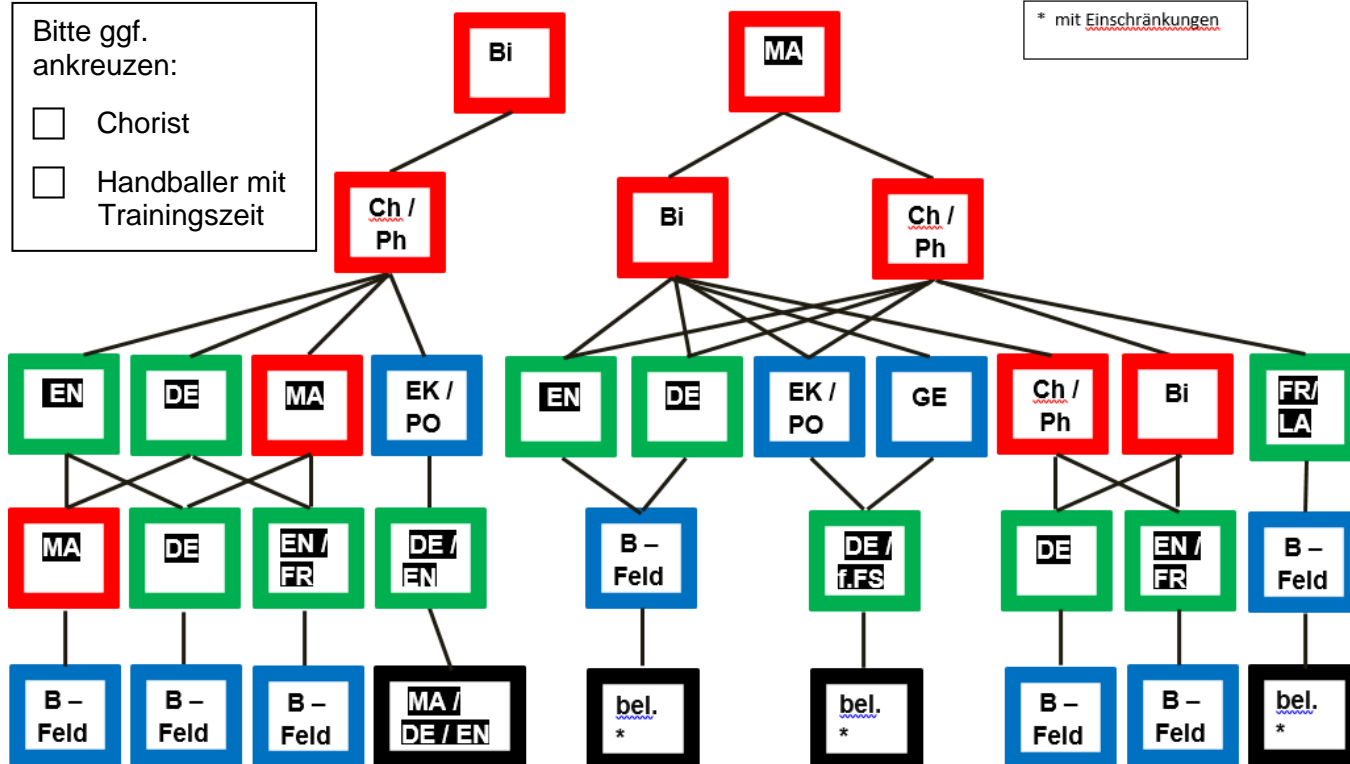 Bitte ggf.
ankreuzen:
Chorist
Handballer mit
Trainingszeit
* mit Einschränkungen
Bi
MA
Ch /
Ph
Bi
Ch /
Ph
EN
DE
MA
EK /
PO
EN
DE
EK /
PO
GE
Ch /
Ph
Bi
FR/
LA
MA
DE
EN /
FR
DE /
EN
B –
Feld
DE /
f.FS
DE
EN /
FR
B –
Feld
B –
Feld
B –
Feld
B –
Feld
MA /
DE / EN
bel.
*
bel.
*
B –
Feld
B –
Feld
bel.
*